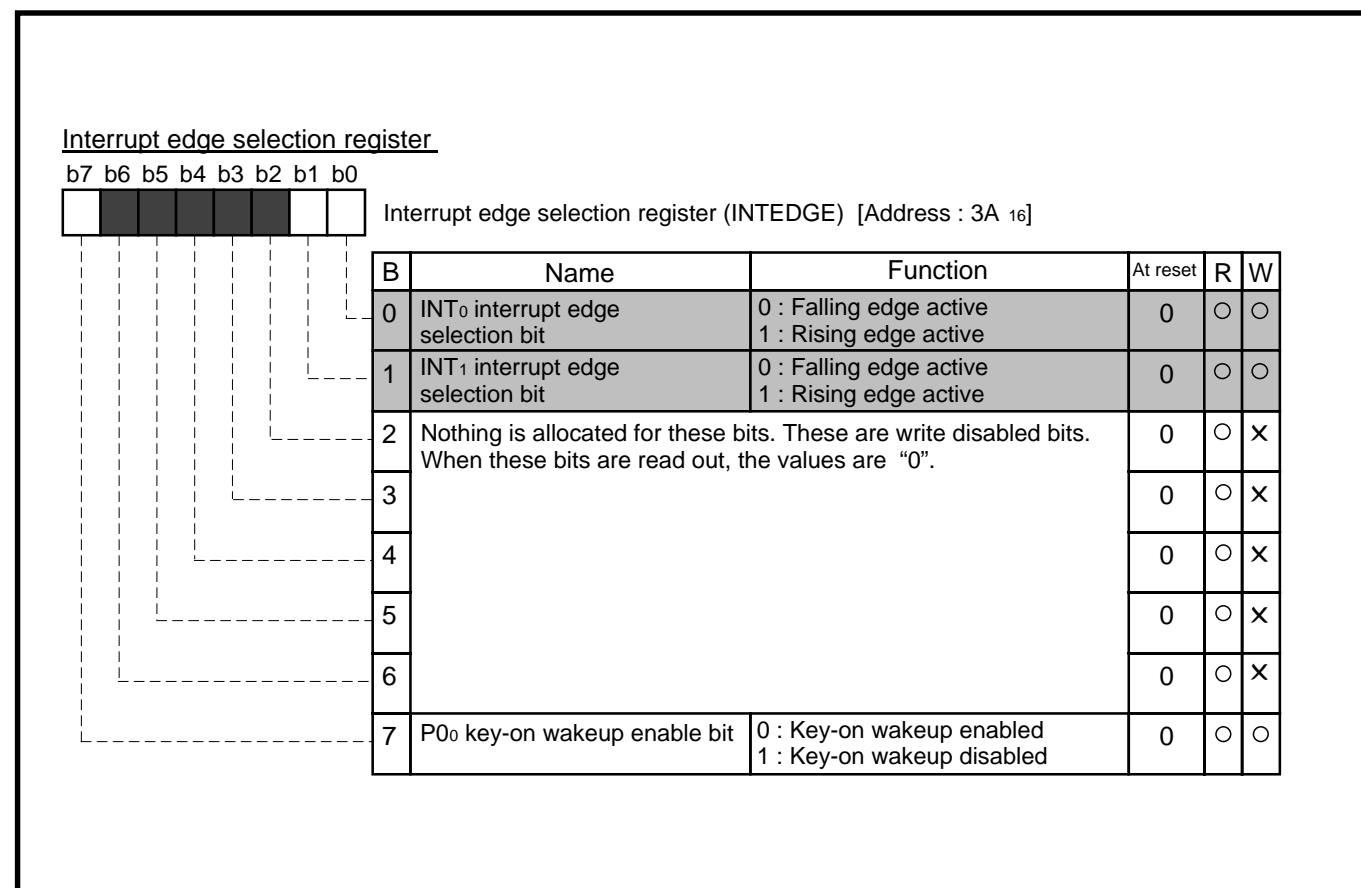 Interrupt edge selection register
b7 b6 b5 b4 b3 b2 b1 b0
Interrupt edge selection register (INTEDGE) [Address : 3A 16]
B Name Function At reset R W
0 INT0 interrupt edge 0 : Falling edge active 0 ○ ○
selection bit 1 : Rising edge active
1 INT1 interrupt edge 0 : Falling edge active 0 ○ ○
selection bit 1 : Rising edge active
2 Nothing is allocated for these bits. These are write disabled bits. 0 ○ ×
When these bits are read out, the values are “0”.
3 0 ○ ×
4 0 ○ ×
5 0 ○ ×
6 0 ○ ×
7 P00 key-on wakeup enable bit 0 : Key-on wakeup enabled 0 ○ ○
1 : Key-on wakeup disabled